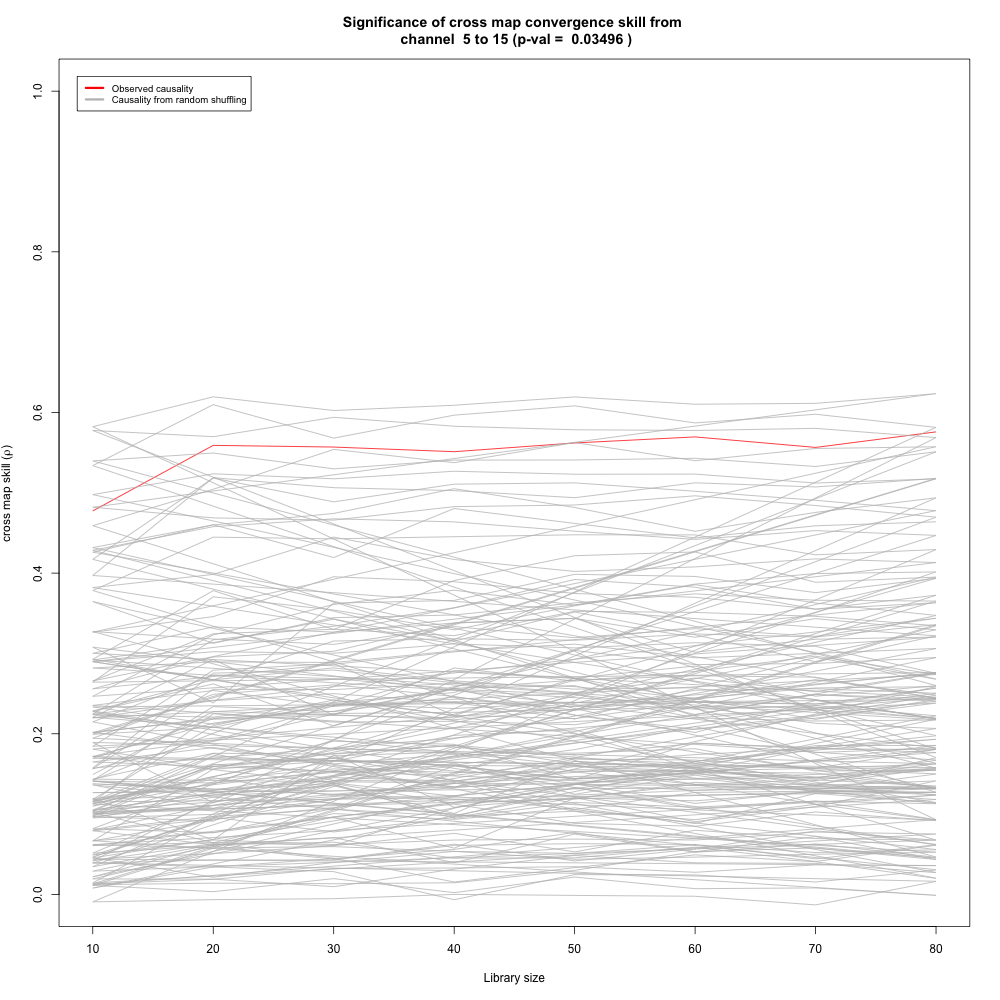 Significance of cross map convergence skill from
channel  5 to 15 (p-val =  0.03496 )
Observed causality
Causality from random shuffling
cross map skill (ρ)
1.0
0.8
0.6
0.4
0.2
0.0
10 20 30 40 50 60 70 80
Library size